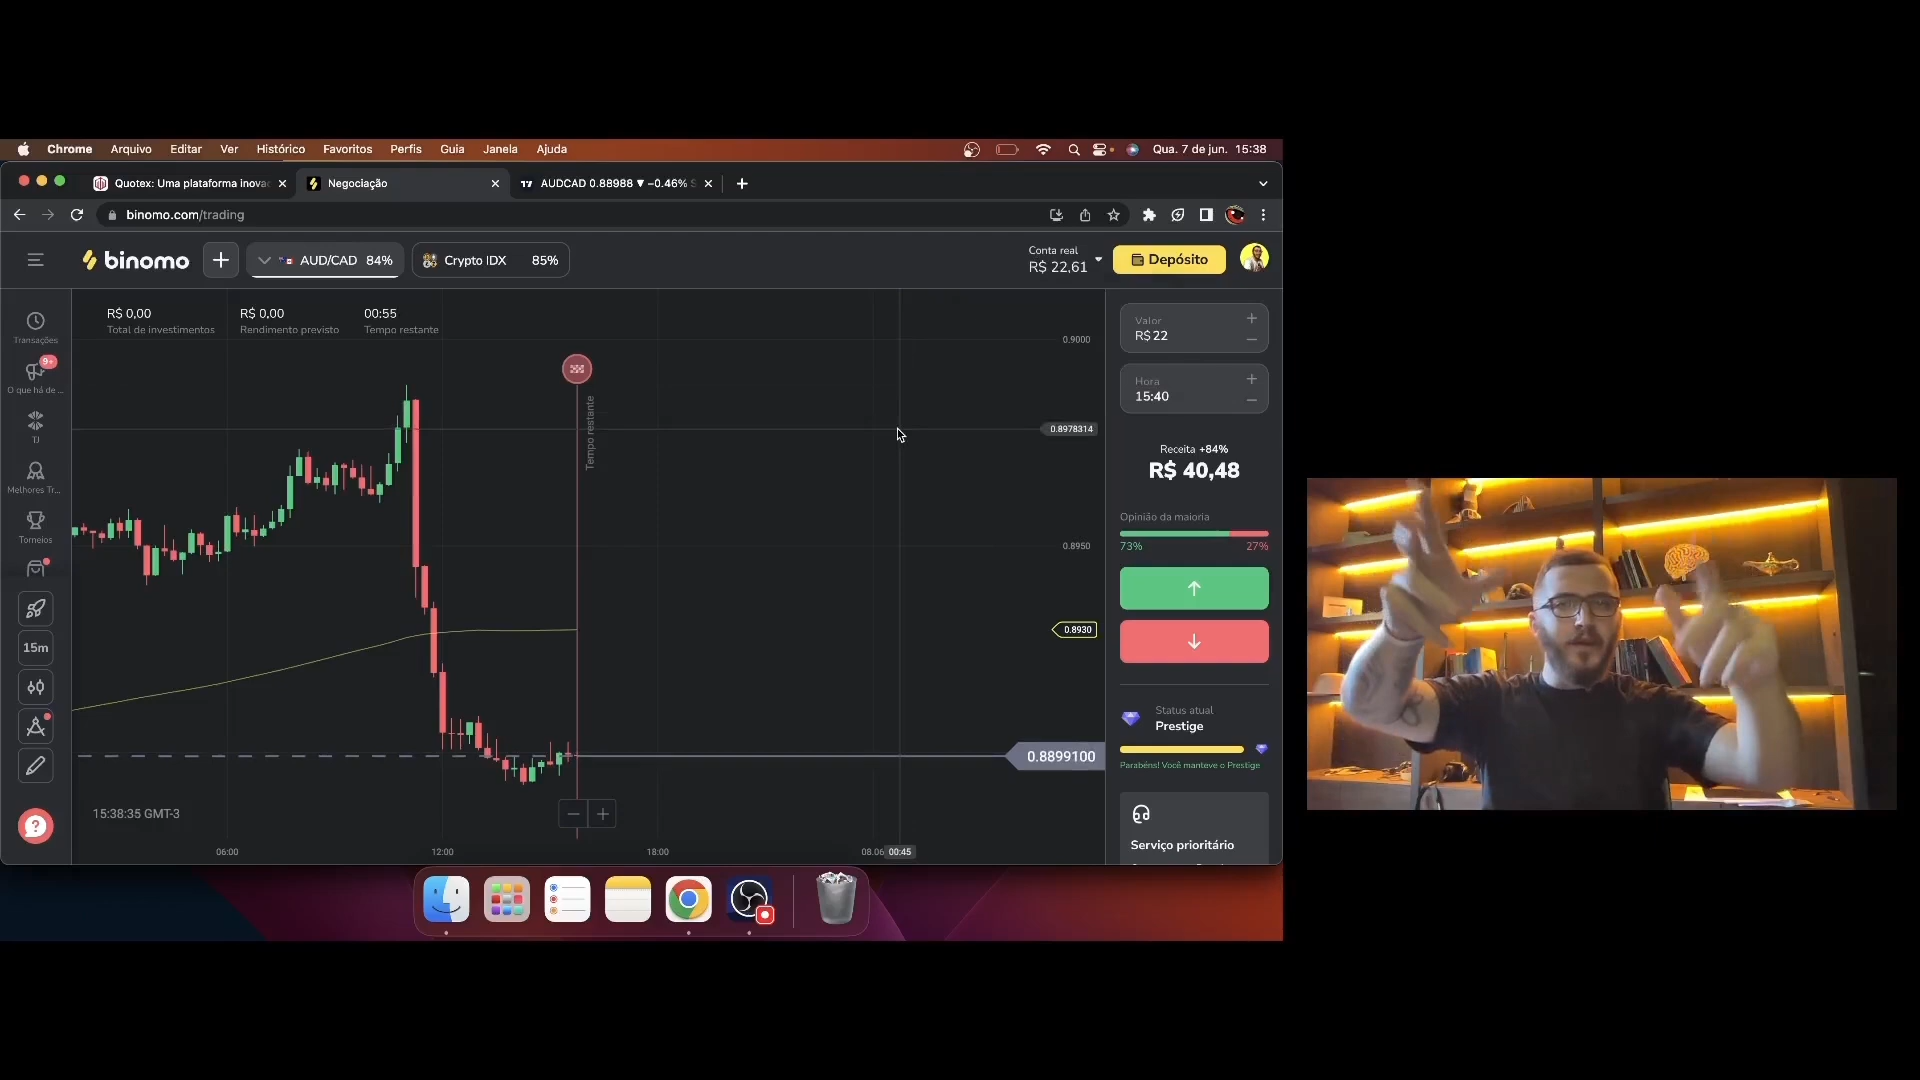 Chrome Arquivo Editar Ver Histórico Favoritos Perfis Guia Janela Ajuda Qua. 7 de jun. 15:38
Quotex: Uma plataforma inova Negociação AUDCAD 0.88988 ▼ −0.46% S
binomo.com/trading
binomo AUD/CAD 84% Crypto IDX 85%
Conta real
R$ 22,61
Depósito
R$ 0,00 R$ 0,00 00:55
Total de investimentos Rendimento previsto Tempo restante
Transações
9+
O que há de ...
TJ
Melhores Tr...
Torneios
15m
Tempo restante
0.9000
0.8978314
0.8950
0.8930
0.8899100
15:38:35 GMT-3
06:00 12:00 18:00 08.06 00:45
Valor
R$ 22
Hora
15:40
Receita +84%
R$ 40,48
Opinião da maioria
73% 27%
Status atual
Prestige
Parabéns! Você manteve o Prestige
Serviço prioritário